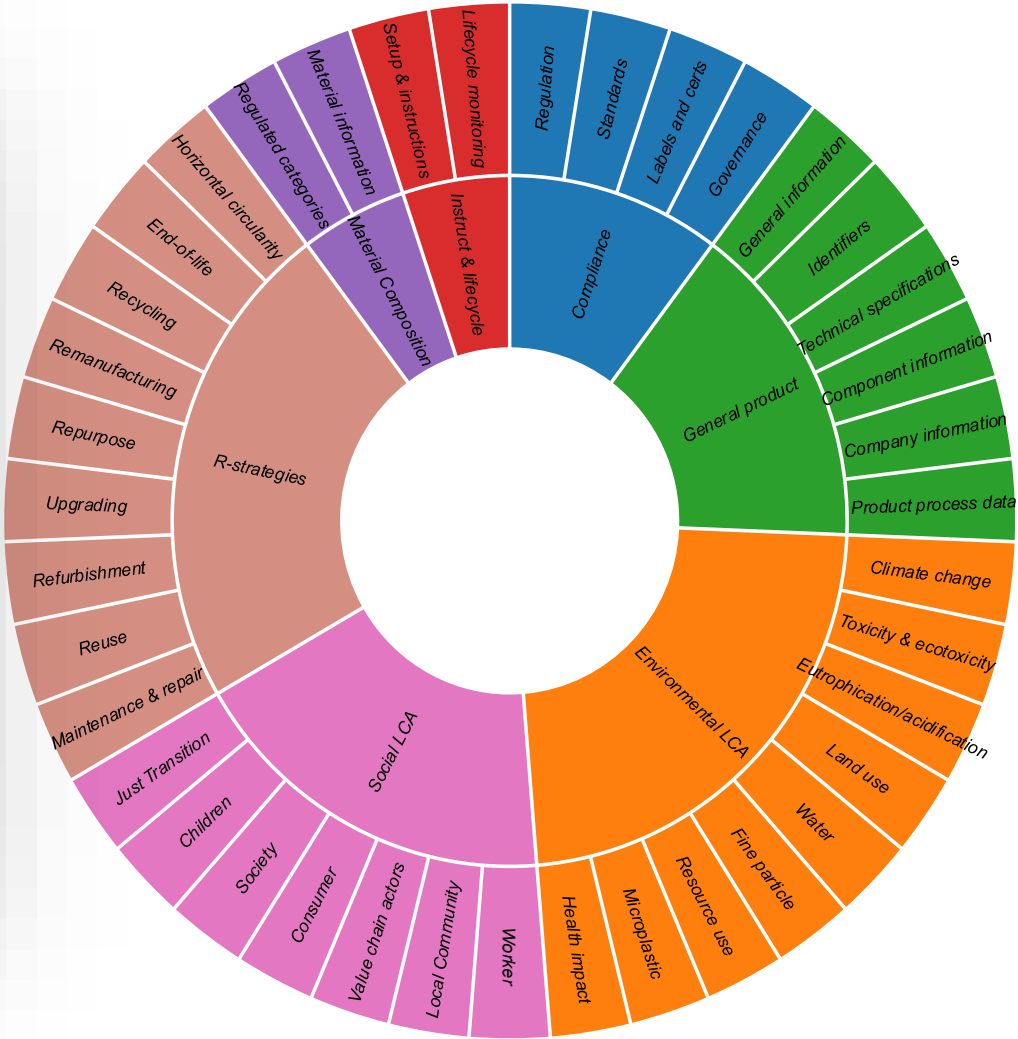 Compliance
Regulation
Standards
Labels and certs
Governance
General product
General information
Identifiers
Technical specifications
Component information
Company information
Product process data
Environmental LCA
Climate change
Toxicity & ecotoxicity
Eutrophication/acidification
Land use
Water
Fine particle
Resource use
Microplastic
Health impact
Social LCA
Worker
Local Community
Value chain actors
Consumer
Society
Children
Just Transition
R-strategies
Maintenance & repair
Reuse
Refurbishment
Upgrading
Repurpose
Remanufacturing
Recycling
End-of-life
Horizontal circularity
Material Composition
Regulated categories
Material information
Instruct & lifecycle
Setup & instructions
Lifecycle monitoring